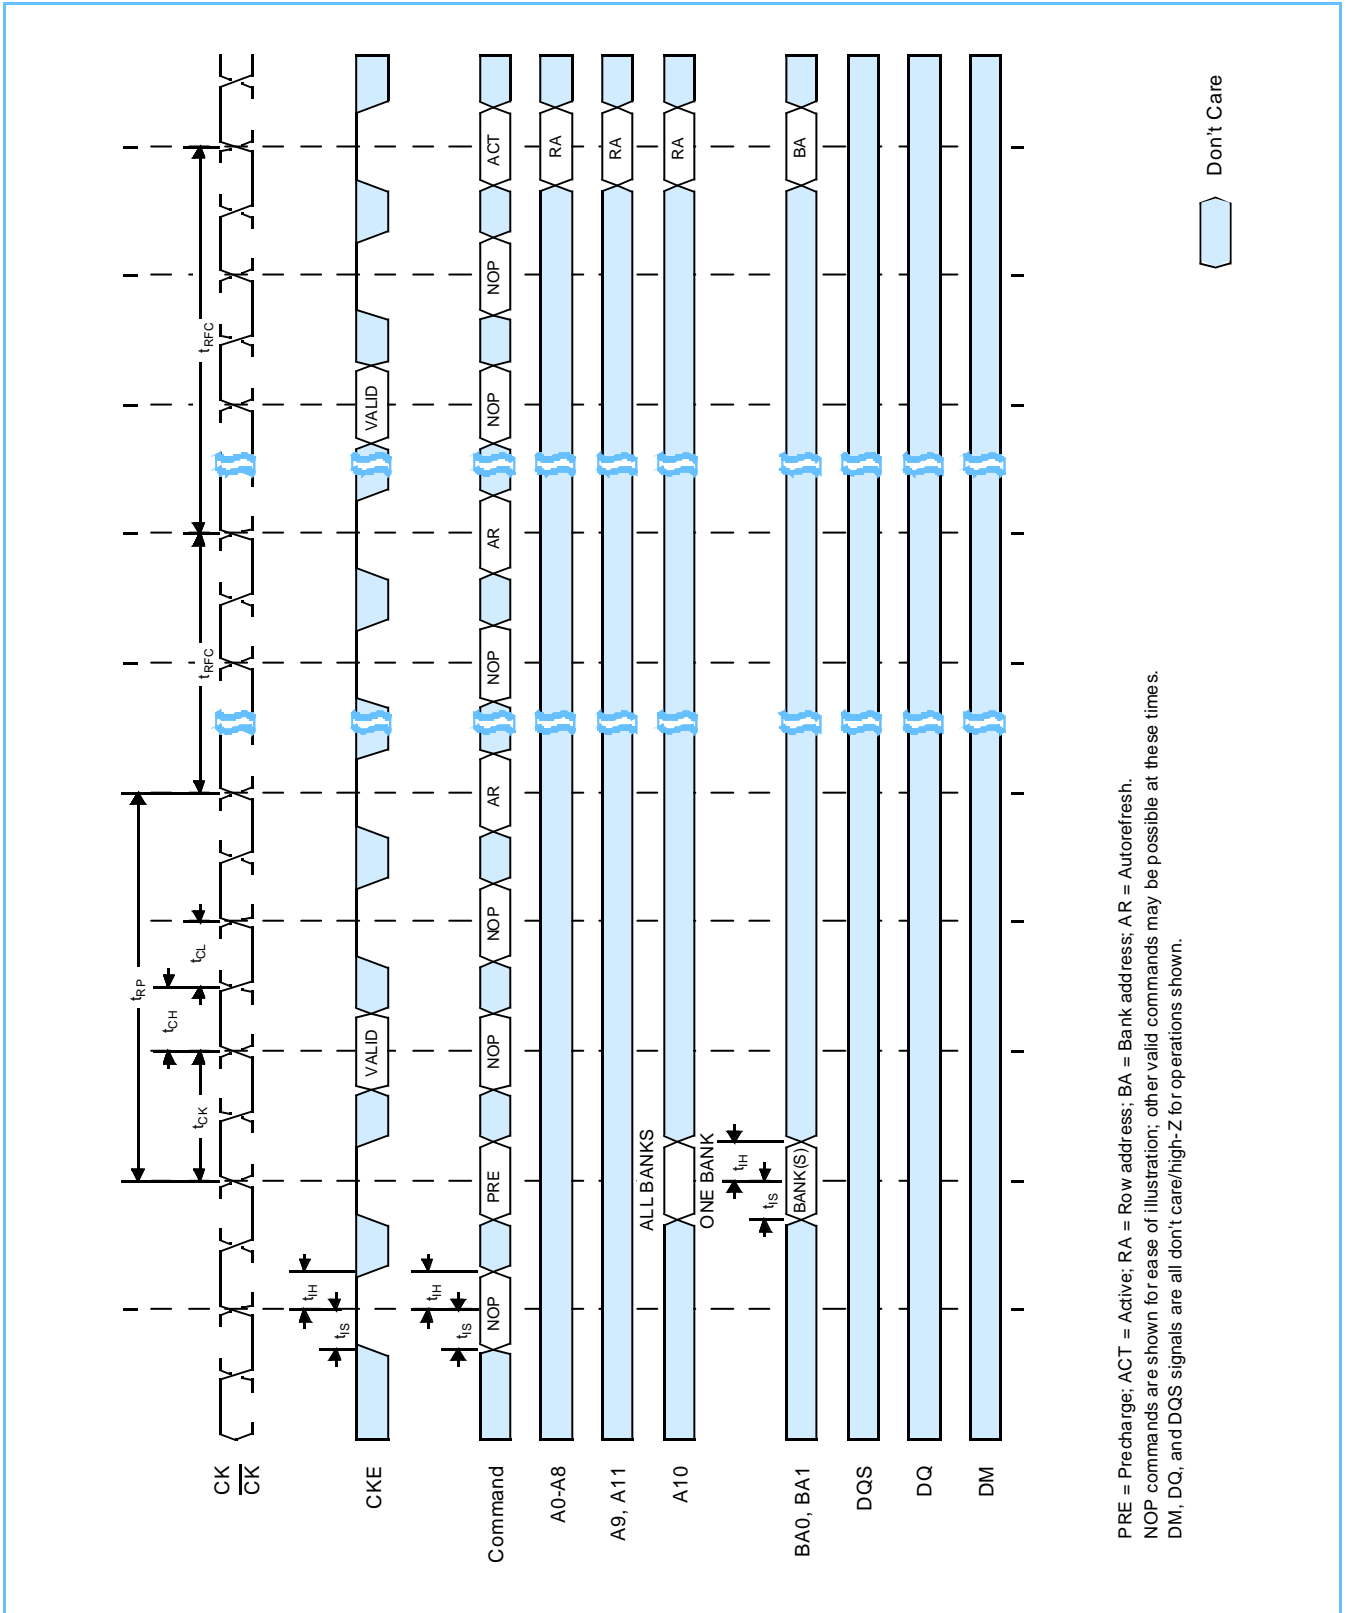 tRP
tCH
tCK tCL tRFC tRFC
CK
CK
tIH
tIS
CKE VALID VALID
tIH
tIS
Command NOP PRE NOP NOP AR NOP AR NOP NOP ACT
A0-A8 RA
A9, A11 RA
ALL BANKS
A10 RA
ONE BANK
tIH
tIS
BA0, BA1 BANK(S) BA
DQS
DQ
DM
PRE = Precharge; ACT = Active; RA = Row address; BA = Bank address; AR = Autorefresh.
NOP commands are shown for ease of illustration; other valid commands may be possible at these times.
DM, DQ, and DQS signals are all don't care/high-Z for operations shown.
Don't Care